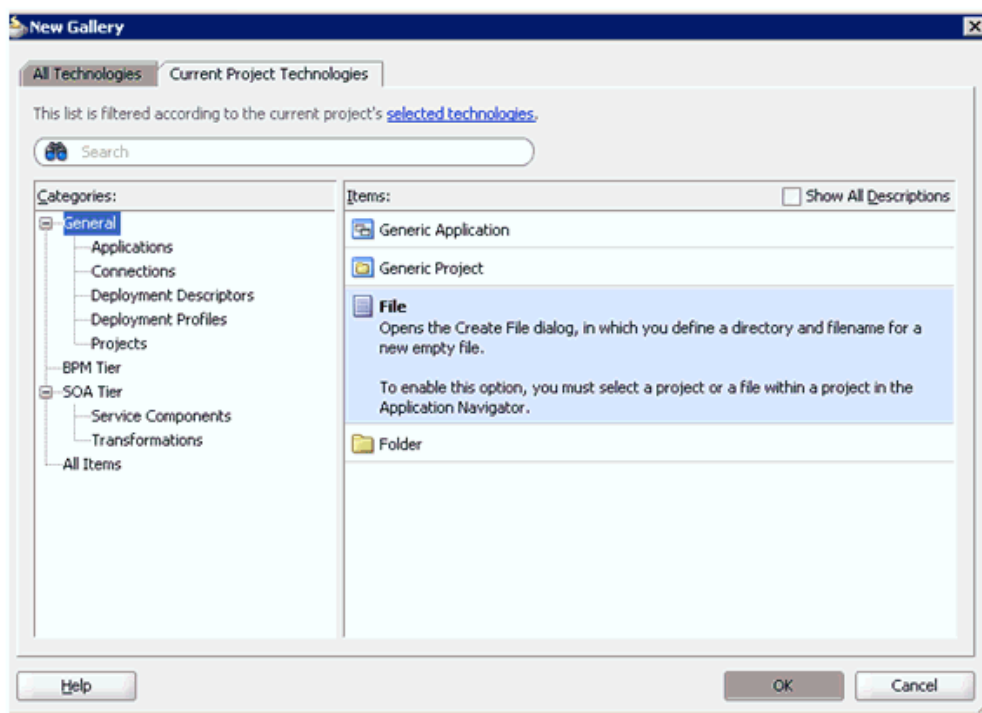 New Gallery
All Technologies
Current Project Technologies
This list is filtered according to the current project's selected technologies.
Search
Categories:
General
Applications
Connections
Deployment Descriptors
Deployment Profiles
Projects
BPM Tier
SOA Tier
Service Components
Transformations
All Items
Items:
Show All Descriptions
Generic Application
Generic Project
File
Opens the Create File dialog, in which you define a directory and filename for a
new empty file.
To enable this option, you must select a project or a file within a project in the
Application Navigator.
Folder
Help
OK
Cancel